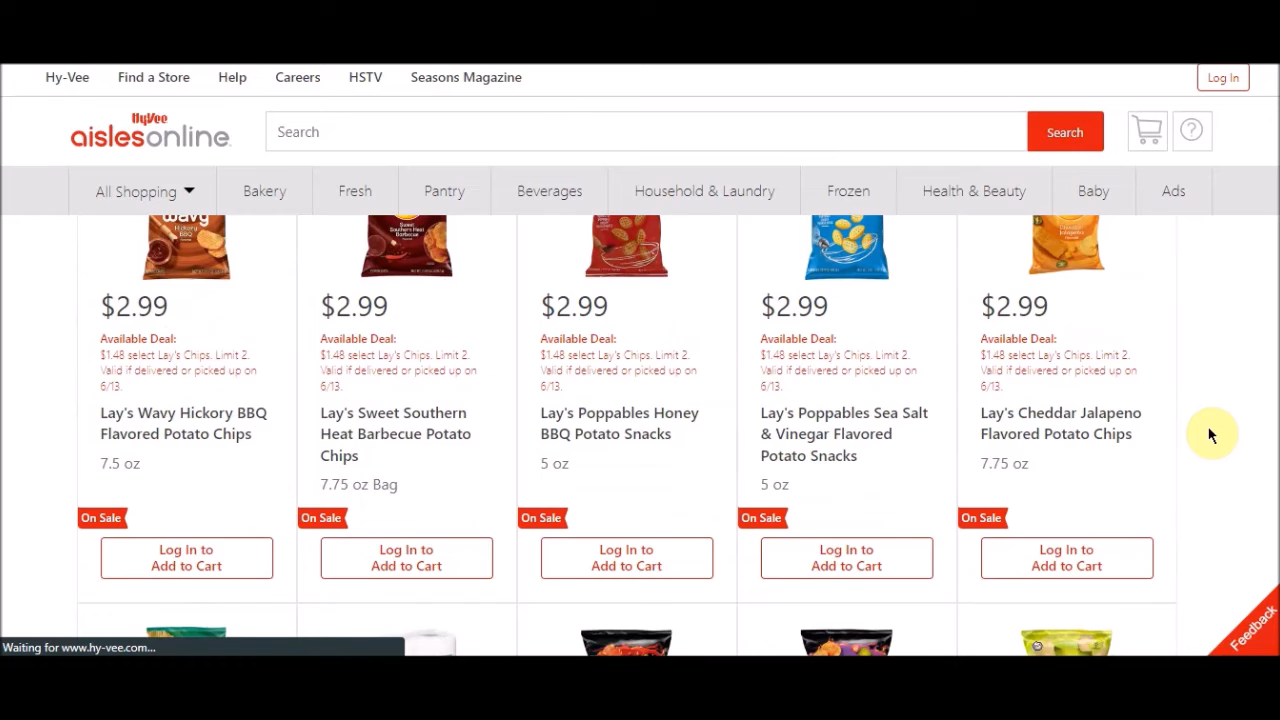 Hy-Vee Find a Store Help Careers HSTV Seasons Magazine Log In
HyVee
aislesonline. Search Search
All Shopping Bakery Fresh Pantry Beverages Household & Laundry Frozen Health & Beauty Baby Ads
wavy Hickory BBQ
Sweet Southern Heat Barbecue
$2.99 $2.99 $2.99 $2.99 $2.99
Available Deal: Available Deal: Available Deal: Available Deal: Available Deal:
$1.48 select Lay's Chips. Limit 2. $1.48 select Lay's Chips. Limit 2. $1.48 select Lay's Chips. Limit 2. $1.48 select Lay's Chips. Limit 2. $1.48 select Lay's Chips. Limit 2.
Valid if delivered or picked up on Valid if delivered or picked up on Valid if delivered or picked up on Valid if delivered or picked up on Valid if delivered or picked up on
6/13. 6/13. 6/13. 6/13. 6/13.
Lay's Wavy Hickory BBQ Lay's Sweet Southern Lay's Poppables Honey Lay's Poppables Sea Salt Lay's Cheddar Jalapeno
Flavored Potato Chips Heat Barbecue Potato BBQ Potato Snacks & Vinegar Flavored Flavored Potato Chips
Chips Potato Snacks
7.5 oz 5 oz 7.75 oz
7.75 oz Bag 5 oz
On Sale On Sale On Sale On Sale On Sale
Log In to Log In to Log In to Log In to Log In to
Add to Cart Add to Cart Add to Cart Add to Cart Add to Cart
Feedback
Waiting for www.hy-vee.com...